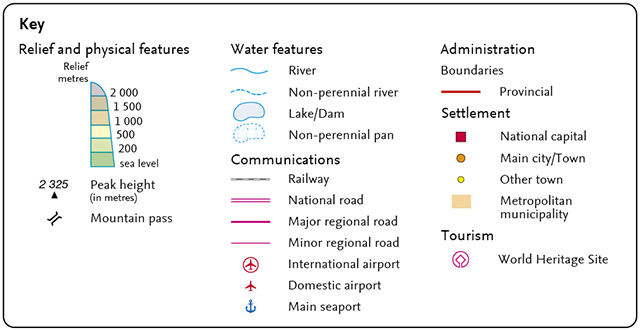 Key
Relief and physical features
Relief
metres
2 000
1 500
1 000
500
200
sea level
2 325
Peak height
(in metres)
Mountain pass
Water features
River
Non-perennial river
Lake/Dam
Non-perennial pan
Communications
Railway
National road
Major regional road
Minor regional road
International airport
Domestic airport
Main seaport
Administration
Boundaries
Provincial
Settlement
National capital
Main city/Town
Other town
Metropolitan
municipality
Tourism
World Heritage Site